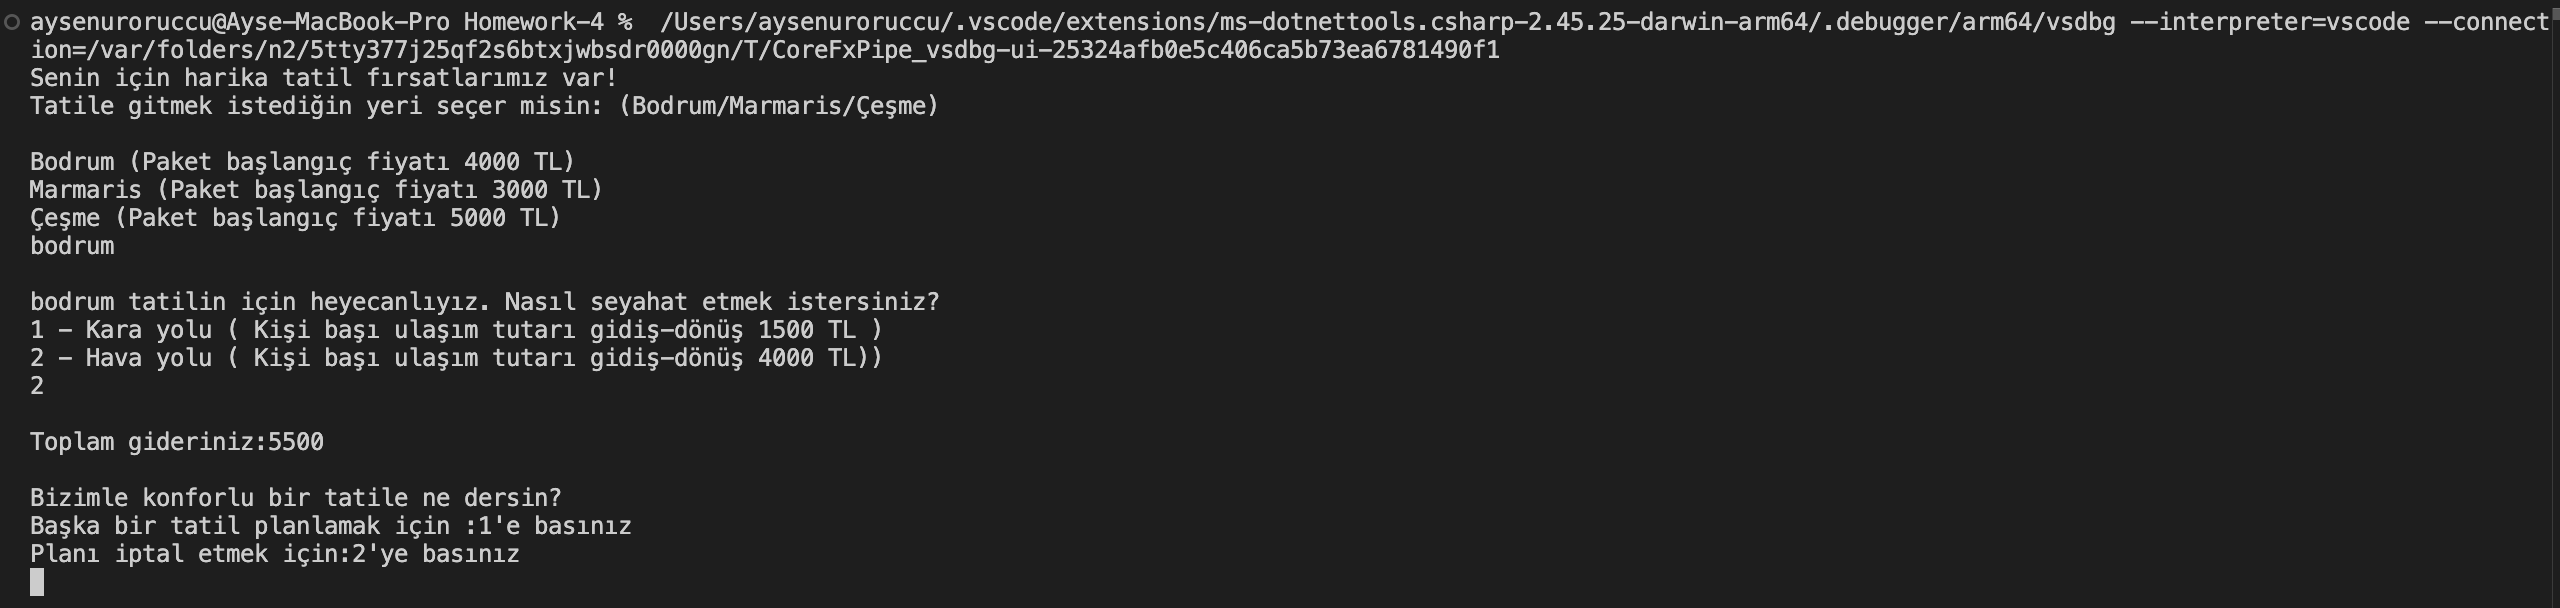 aysenuroruccu@Ayse-MacBook-Pro Homework-4 %  /Users/aysenuroruccu/.vscode/extensions/ms-dotnettools.csharp-2.45.25-darwin-arm64/.debugger/arm64/vsdbg --interpreter=vscode --connect
ion=/var/folders/n2/5tty377j25qf2s6btxjwbsdr0000gn/T/CoreFxPipe_vsdbg-ui-25324afb0e5c406ca5b73ea6781490f1
Senin için harika tatil fırsatlarımız var!
Tatile gitmek istediğin yeri seçer misin: (Bodrum/Marmaris/Çeşme)
Bodrum (Paket başlangıç fiyatı 4000 TL)
Marmaris (Paket başlangıç fiyatı 3000 TL)
Çeşme (Paket başlangıç fiyatı 5000 TL)
bodrum
bodrum tatilin için heyecanlıyız. Nasıl seyahat etmek istersiniz?
1 - Kara yolu ( Kişi başı ulaşım tutarı gidiş-dönüş 1500 TL )
2 - Hava yolu ( Kişi başı ulaşım tutarı gidiş-dönüş 4000 TL))
2
Toplam gideriniz:5500
Bizimle konforlu bir tatile ne dersin?
Başka bir tatil planlamak için :1'e basınız
Planı iptal etmek için:2'ye basınız